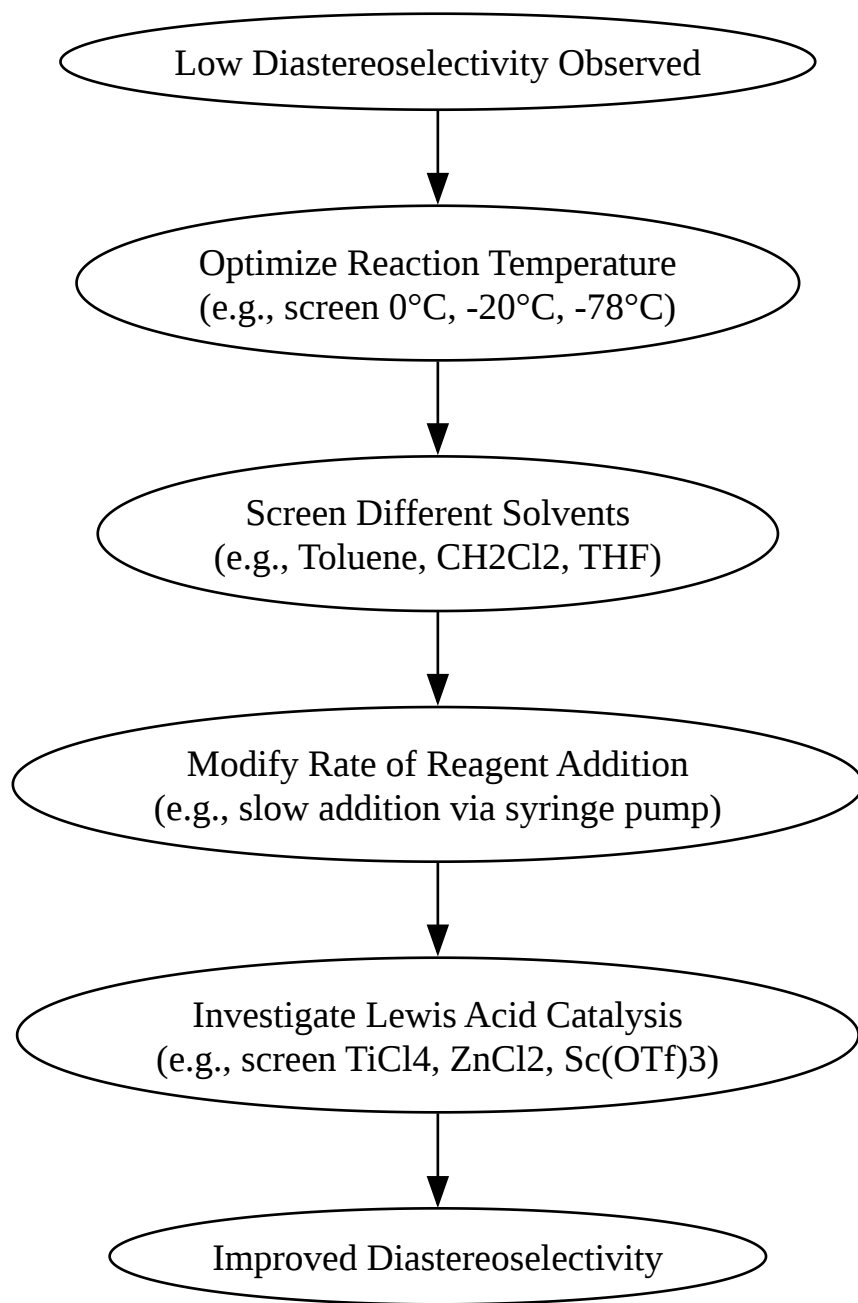 Low Diastereoselectivity Observed
Optimize Reaction Temperature
(e.g., screen 0°C, -20°C, -78°C)
Screen Different Solvents
(e.g., Toluene, CH2Cl2, THF)
Modify Rate of Reagent Addition
(e.g., slow addition via syringe pump)
Investigate Lewis Acid Catalysis
(e.g., screen TiCl4, ZnCl2, Sc(OTf)3)
Improved Diastereoselectivity